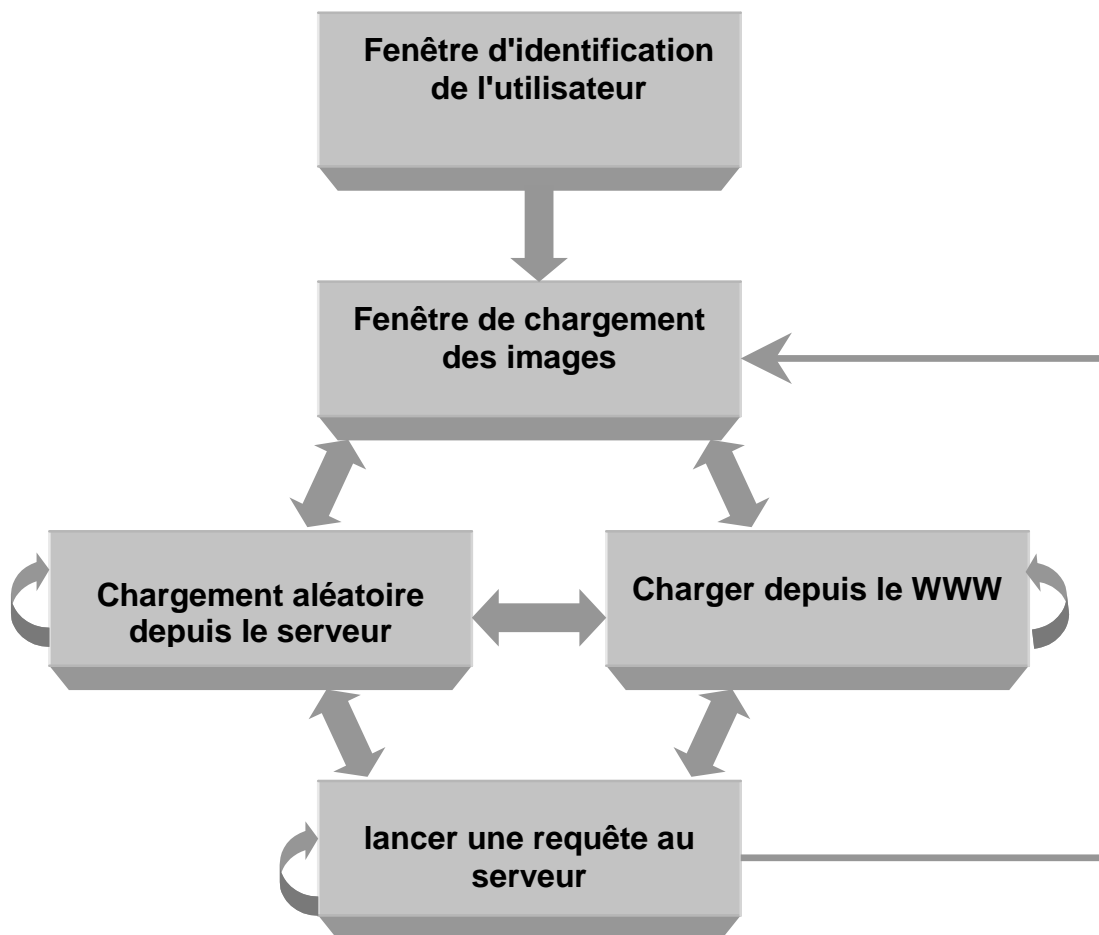 Fenêtre d'identification
de l'utilisateur
Fenêtre de chargement
des images
Chargement aléatoire
depuis le serveur
Charger depuis le WWW
lancer une requête au
serveur